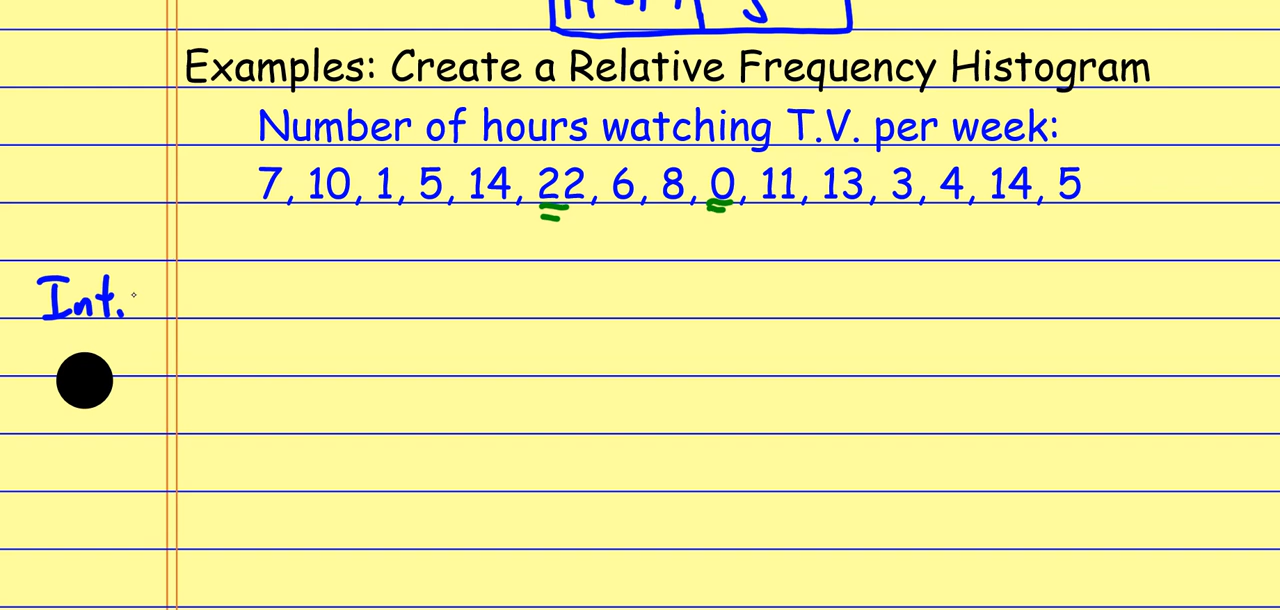 Examples: Create a Relative Frequency Histogram
Number of hours watching T.V. per week:
7, 10, 1, 5, 14, 22, 6, 8, 0, 11, 13, 3, 4, 14, 5
Int.